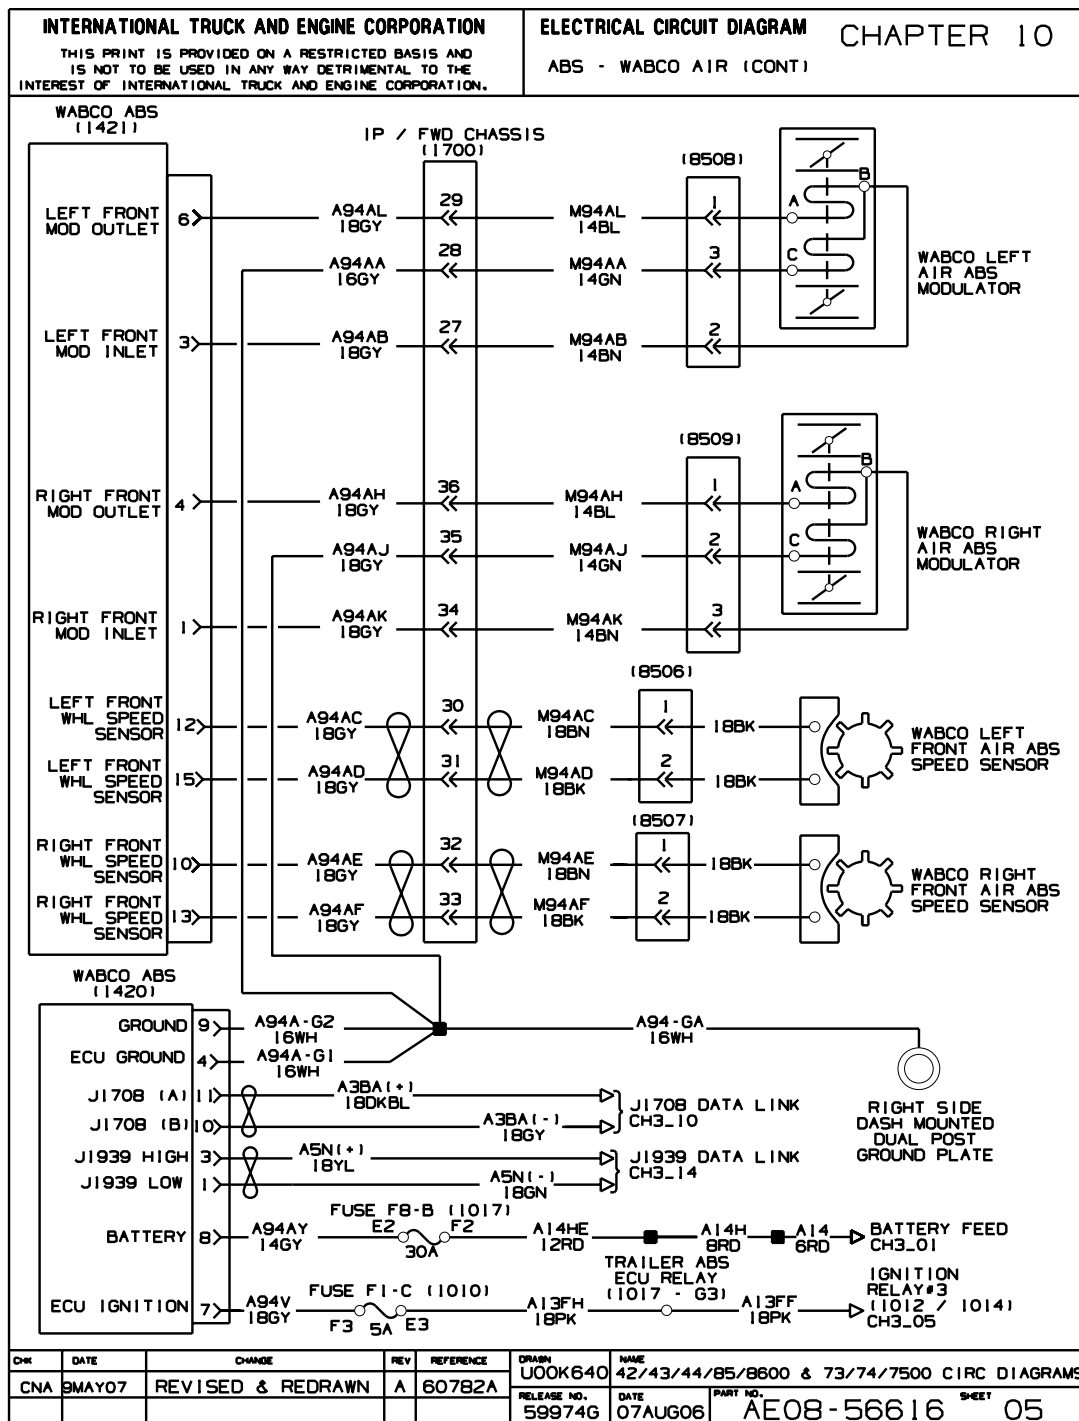 INTERNATIONAL TRUCK AND ENGINE CORPORATION
THIS PRINT IS PROVIDED ON A RESTRICTED BASIS AND
IS NOT TO BE USED IN ANY WAY DETRIMENTAL TO THE
INTEREST OF INTERNATIONAL TRUCK AND ENGINE CORPORATION.
ELECTRICAL CIRCUIT DIAGRAM
CHAPTER 10
ABS - WABCO AIR (CONT)
WABCO ABS
(1421)
IP / FWD CHASSIS
(1700)
(8508)
LEFT FRONT
MOD OUTLET
6
A94AL
18GY
29
M94AL
14BL
1
A
B
A94AA
16GY
28
M94AA
14GN
3
C
WABCO LEFT
AIR ABS
MODULATOR
LEFT FRONT
MOD INLET
3
A94AB
18GY
27
M94AB
14BN
2
(8509)
RIGHT FRONT
MOD OUTLET
4
A94AH
18GY
36
M94AH
14BL
1
A
B
A94AJ
18GY
35
M94AJ
14GN
2
C
WABCO RIGHT
AIR ABS
MODULATOR
RIGHT FRONT
MOD INLET
1
A94AK
18GY
34
M94AK
14BN
3
(8506)
LEFT FRONT
WHL SPEED
SENSOR
12
A94AC
18GY
30
M94AC
18BN
1
18BK
WABCO LEFT
FRONT AIR ABS
SPEED SENSOR
LEFT FRONT
WHL SPEED
SENSOR
15
A94AD
18GY
31
M94AD
18BK
2
18BK
(8507)
RIGHT FRONT
WHL SPEED
SENSOR
10
A94AE
18GY
32
M94AE
18BN
1
18BK
WABCO RIGHT
FRONT AIR ABS
SPEED SENSOR
RIGHT FRONT
WHL SPEED
SENSOR
13
A94AF
18GY
33
M94AF
18BK
2
18BK
WABCO ABS
(1420)
GROUND 9
A94A-G2
16WH
A94-GA
16WH
ECU GROUND 4
A94A-G1
16WH
RIGHT SIDE
DASH MOUNTED
DUAL POST
GROUND PLATE
J1708 (A) 11
A3BA(+)
18DKBL
J1708 (B) 10
A3BA(-)
18GY
J1708 DATA LINK
CH3_10
J1939 HIGH 3
A5N(+)
18YL
J1939 LOW 1
A5N(-)
18GN
J1939 DATA LINK
CH3_14
BATTERY 8
A94AY
14GY
FUSE F8-B (1017)
E2
F2
30A
A14HE
12RD
A14H
8RD
A14
6RD
BATTERY FEED
CH3_01
TRAILER ABS
ECU RELAY
(1017 - G3)
ECU IGNITION 7
A94V
18GY
FUSE F1-C (1010)
F3
5A
E3
A13FH
18PK
A13FF
18PK
IGNITION
RELAY#3
(1012 / 1014)
CH3_05
CHK
DATE
CHANGE
REV
REFERENCE
CNA
9MAY07
REVISED & REDRAWN
A
60782A
DRAWN
U00K640
NAME
42/43/44/85/8600 & 73/74/7500 CIRC DIAGRAMS
RELEASE NO.
59974G
DATE
07AUG06
PART NO.
AE08-56616
SHEET
05